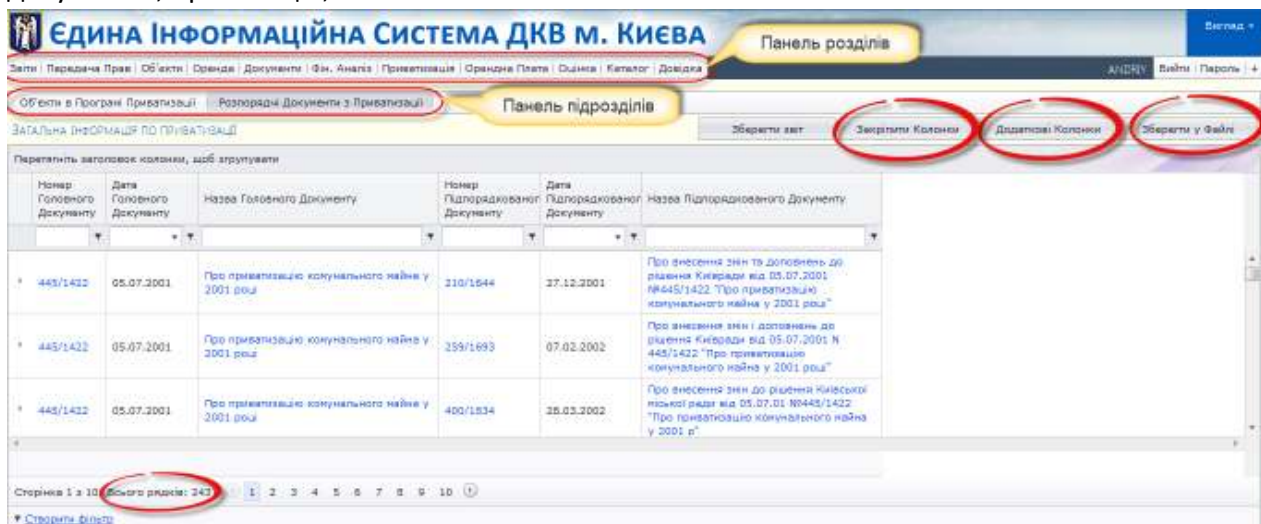 ЄДИНА ІНФОРМАЦІЙНА СИСТЕМА ДКВ М. КИЄВА
Вигляд
Панель розділів
Звіти Передача Прав Об'єкти Оренда Документи Фін. Аналіз Приватизація Орендна Плата Оцінка Каталог Довідка
ANDRIY Вийти Пароль +
Об'єкти в Програмі Приватизації Розпорядчі Документи з Приватизації
Панель підрозділів
ЗАГАЛЬНА ІНФОРМАЦІЯ ПО ПРИВАТИЗАЦІЇ
Зберегти звіт Закріпити Колонки Додаткові Колонки Зберегти у Файлі
Перетягніть заголовок колонки, щоб згрупувати
Номер Головного Документу
Дата Головного Документу
Назва Головного Документу
Номер Підпорядкованог Документу
Дата Підпорядкованог Документу
Назва Підпорядкованого Документу
445/1422 05.07.2001
Про приватизацію комунального майна у
2001 році
210/1644 27.12.2001
Про внесення змін та доповнень до
рішення Київради від 05.07.2001
№445/1422 "Про приватизацію
комунального майна у 2001 році"
445/1422 05.07.2001
Про приватизацію комунального майна у
2001 році
259/1693 07.02.2002
Про внесення змін і доповнень до
рішення Київради від 05.07.2001 N
445/1422 "Про приватизацію
комунального майна у 2001 році"
445/1422 05.07.2001
Про приватизацію комунального майна у
2001 році
400/1834 28.03.2002
Про внесення змін до рішення Київської
міської ради від 05.07.01 №445/1422
"Про приватизацію комунального майна
у 2001 р"
Сторінка 1 з 10 Всього рядків: 243 1 2 3 4 5 6 7 8 9 10
Створити фільтр